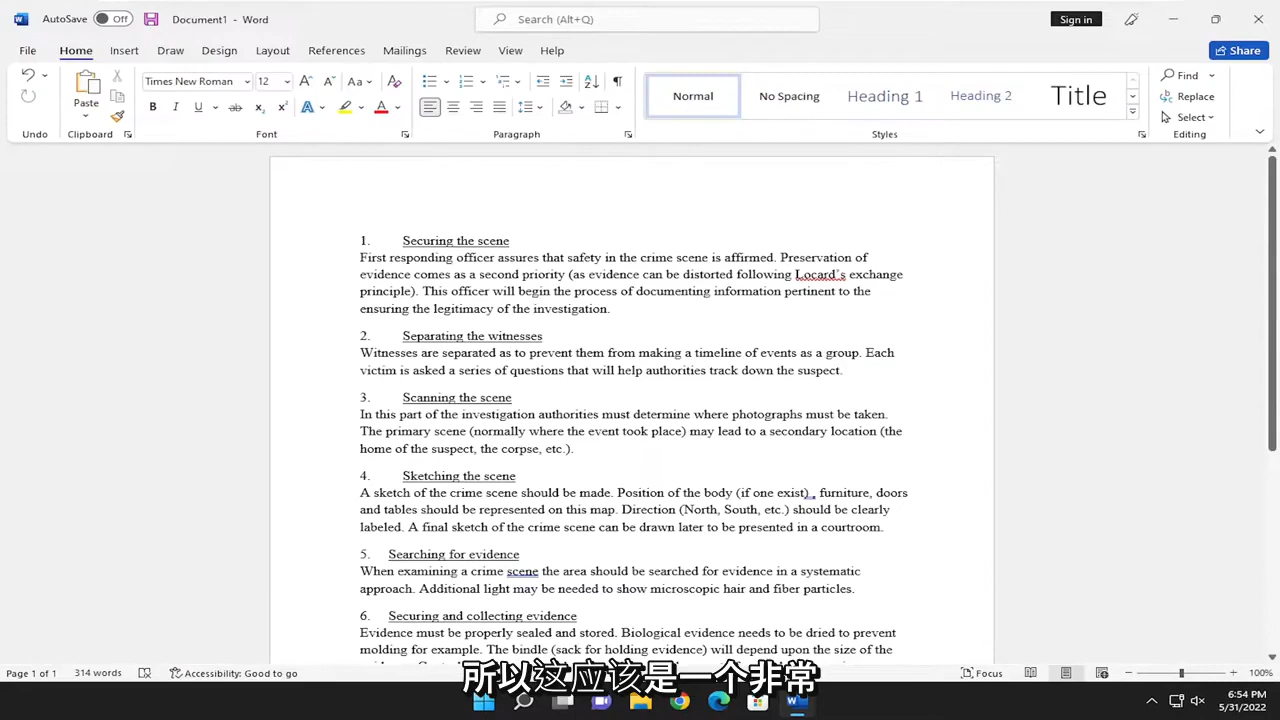 AutoSave Off Document1 - Word Search (Alt+Q) Sign in
File Home Insert Draw Design Layout References Mailings Review View Help Share
Times New Roman 12 Aa Normal No Spacing Heading 1 Heading 2 Title Find
Paste Replace
B I U ab x₂ x² A A Select
Undo Clipboard Font Paragraph Styles Editing
1. Securing the scene
First responding officer assures that safety in the crime scene is affirmed. Preservation of
evidence comes as a second priority (as evidence can be distorted following Locard's exchange
principle). This officer will begin the process of documenting information pertinent to the
ensuring the legitimacy of the investigation.
2. Separating the witnesses
Witnesses are separated as to prevent them from making a timeline of events as a group. Each
victim is asked a series of questions that will help authorities track down the suspect.
3. Scanning the scene
In this part of the investigation authorities must determine where photographs must be taken.
The primary scene (normally where the event took place) may lead to a secondary location (the
home of the suspect, the corpse, etc.).
4. Sketching the scene
A sketch of the crime scene should be made. Position of the body (if one exist) , furniture, doors
and tables should be represented on this map. Direction (North, South, etc.) should be clearly
labeled. A final sketch of the crime scene can be drawn later to be presented in a courtroom.
5. Searching for evidence
When examining a crime scene the area should be searched for evidence in a systematic
approach. Additional light may be needed to show microscopic hair and fiber particles.
6. Securing and collecting evidence
Evidence must be properly sealed and stored. Biological evidence needs to be dried to prevent
molding for example. The bindle (sack for holding evidence) will depend upon the size of the
Page 1 of 1 314 words Accessibility: Good to go Focus 100%
所以这应该是一个非常
6:54 PM
5/31/2022